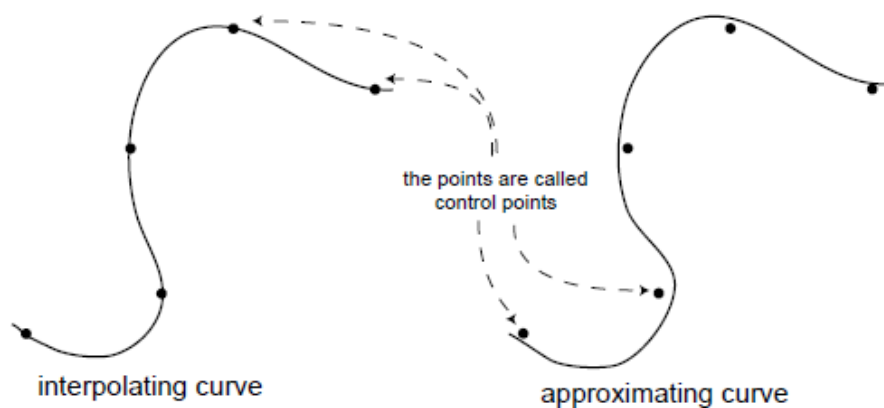 the points are called
control points
interpolating curve
approximating curve